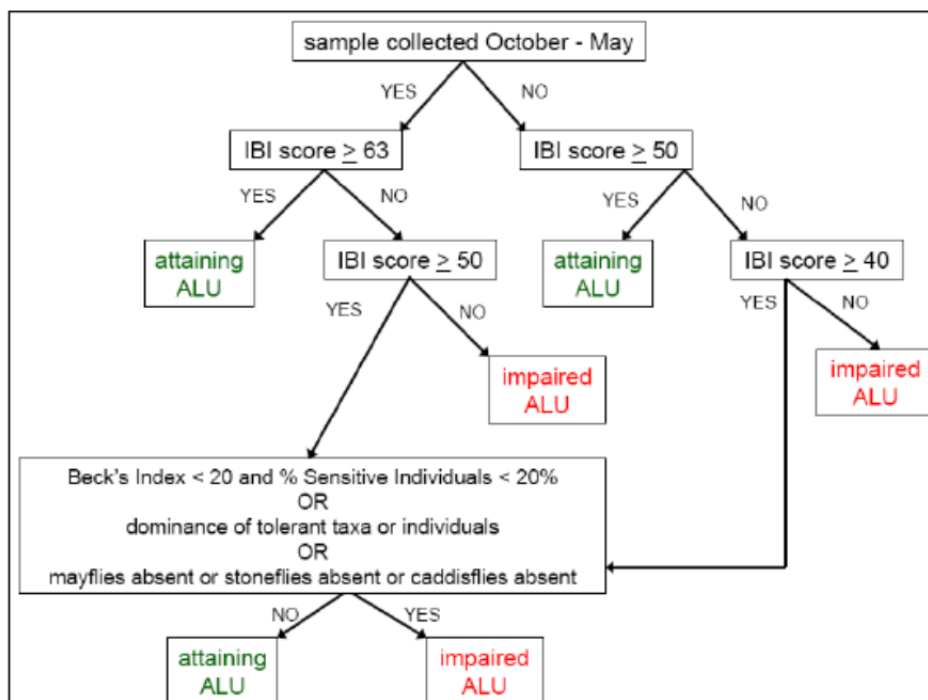 sample collected October - May
YES
NO
IBI score ≥ 63
IBI score ≥ 50
YES
NO
YES
NO
attaining
ALU
IBI score ≥ 50
attaining
ALU
IBI score ≥ 40
YES
NO
YES
NO
impaired
ALU
impaired
ALU
Beck's Index < 20 and % Sensitive Individuals < 20%
OR
dominance of tolerant taxa or individuals
OR
mayflies absent or stoneflies absent or caddisflies absent
NO
YES
attaining
ALU
impaired
ALU